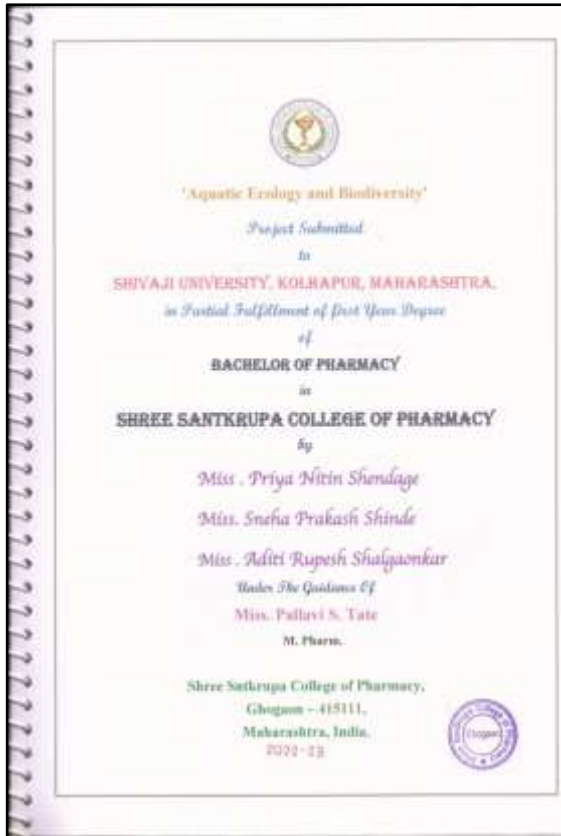 'Aquatic Ecology and Biodiversity'
Project Submitted
to
SHIVAJI UNIVERSITY, KOLHAPUR, MAHARASHTRA,
in Partial Fulfillment of first Year Degree
of
BACHELOR OF PHARMACY
in
SHREE SANTKRUPA COLLEGE OF PHARMACY
by
Miss . Priya Nitin Shendage
Miss. Sneha Prakash Shinde
Miss . Aditi Rupesh Shalgaonkar
Under The Guidance Of
Miss. Pallavi S. Tate
M. Pharm.
Shree Sntkrupa College of Pharmacy,
Ghogaon – 415111,
Maharashtra, India.
2022-23
Ghogaon